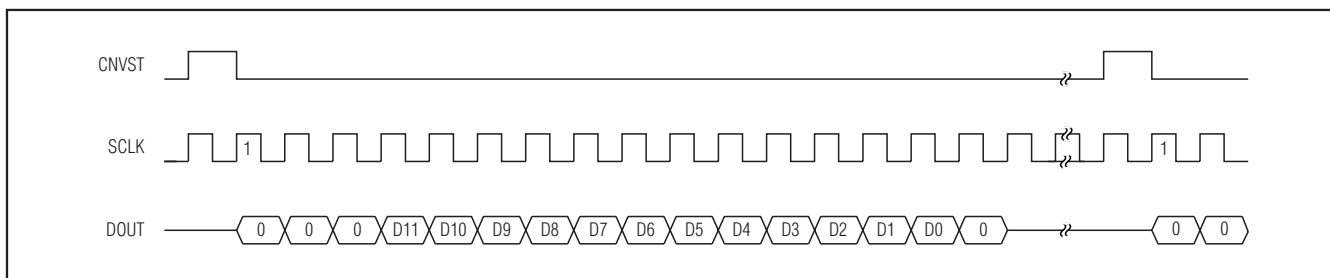 CNVST
SCLK 1 1
DOUT 0 0 0 D11 D10 D9 D8 D7 D6 D5 D4 D3 D2 D1 D0 0 0 0